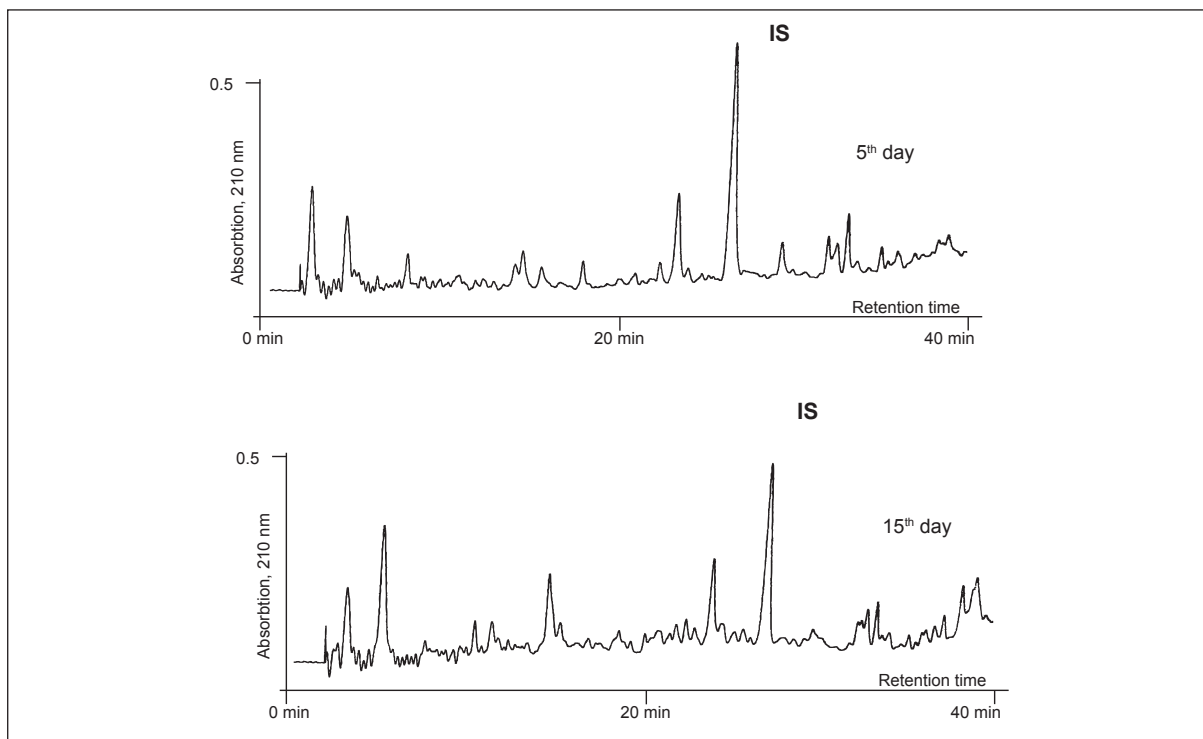 IS
0.5
5th day
Absorbtion, 210 nm
Retention time
0 min 20 min 40 min
IS
0.5
15th day
Absorbtion, 210 nm
Retention time
0 min 20 min 40 min